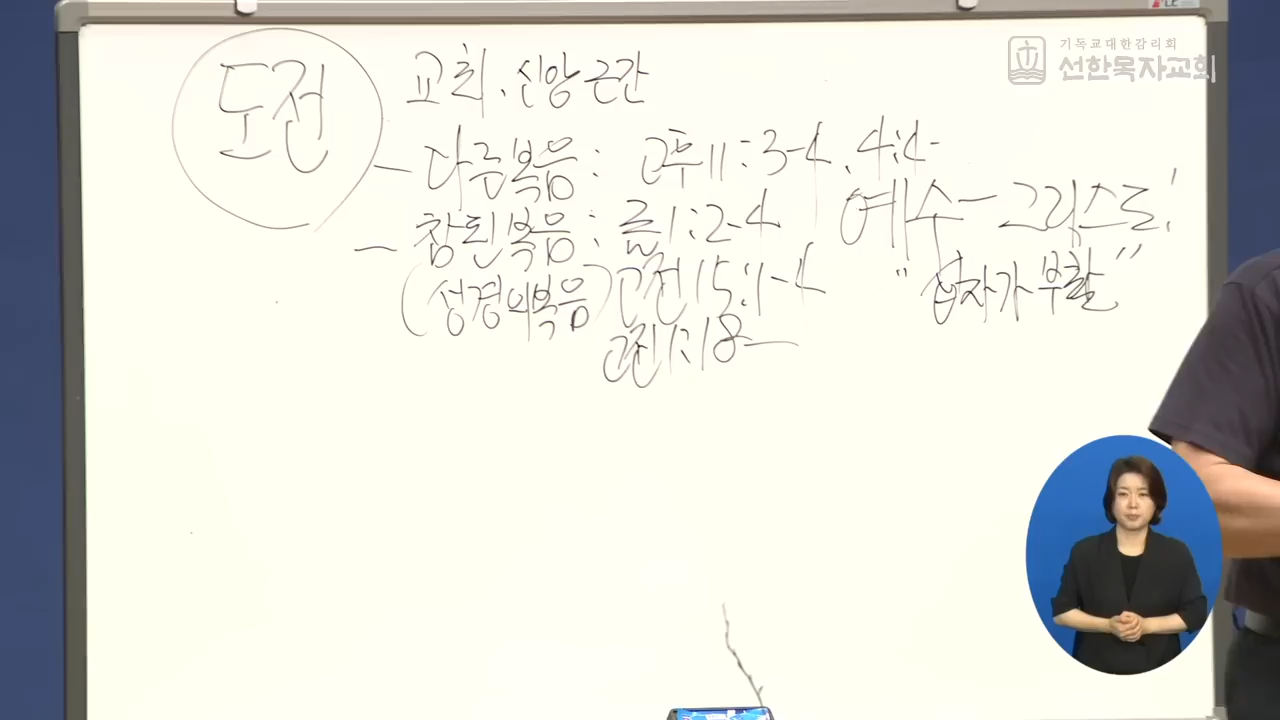 기독교대한감리회
선한목자교회
도전
교회, 신앙 근간
- 다른복음 : 고후11:3-4, 4:4-
- 참된복음 : 롬1:2-4
예수-그리스도!
(성경의복음) 고전15:1-4
"십자가 부활"
고전1:18-